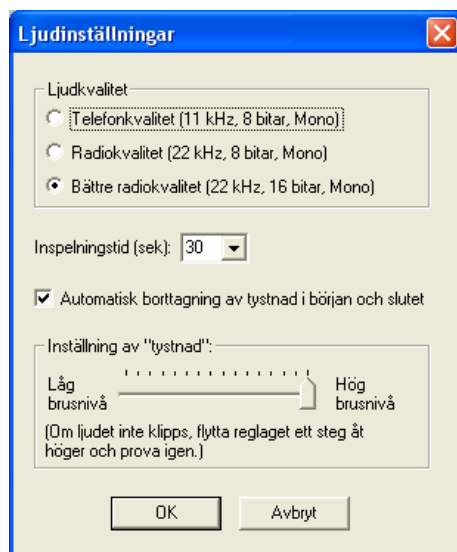 Ljudinställningar
Ljudkvalitet
Telefonkvalitet (11 kHz, 8 bitar, Mono)
Radiokvalitet (22 kHz, 8 bitar, Mono)
Bättre radiokvalitet (22 kHz, 16 bitar, Mono)
Inspelningstid (sek): 30
Automatisk borttagning av tystnad i början och slutet
Inställning av "tystnad":
Låg brusnivå
Hög brusnivå
(Om ljudet inte klipps, flytta reglaget ett steg åt
höger och prova igen.)
OK Avbryt